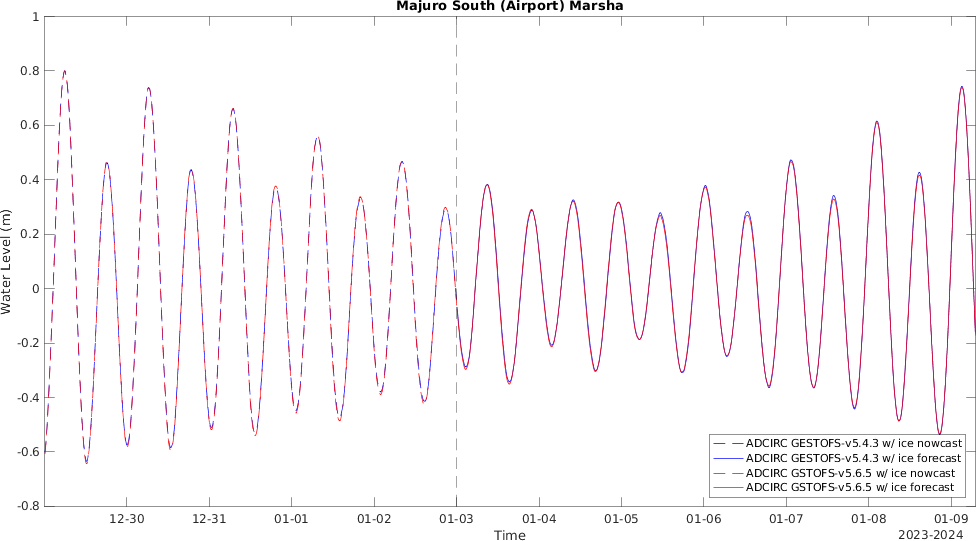 Majuro South (Airport) Marsha
1
0.8
0.6
0.4
0.2
0
-0.2
-0.4
-0.6
-0.8
Water Level (m)
ADCIRC GESTOFS-v5.4.3 w/ ice nowcast
ADCIRC GESTOFS-v5.4.3 w/ ice forecast
ADCIRC GSTOFS-v5.6.5 w/ ice nowcast
ADCIRC GSTOFS-v5.6.5 w/ ice forecast
12-30 12-31 01-01 01-02 01-03 01-04 01-05 01-06 01-07 01-08 01-09
Time
2023-2024